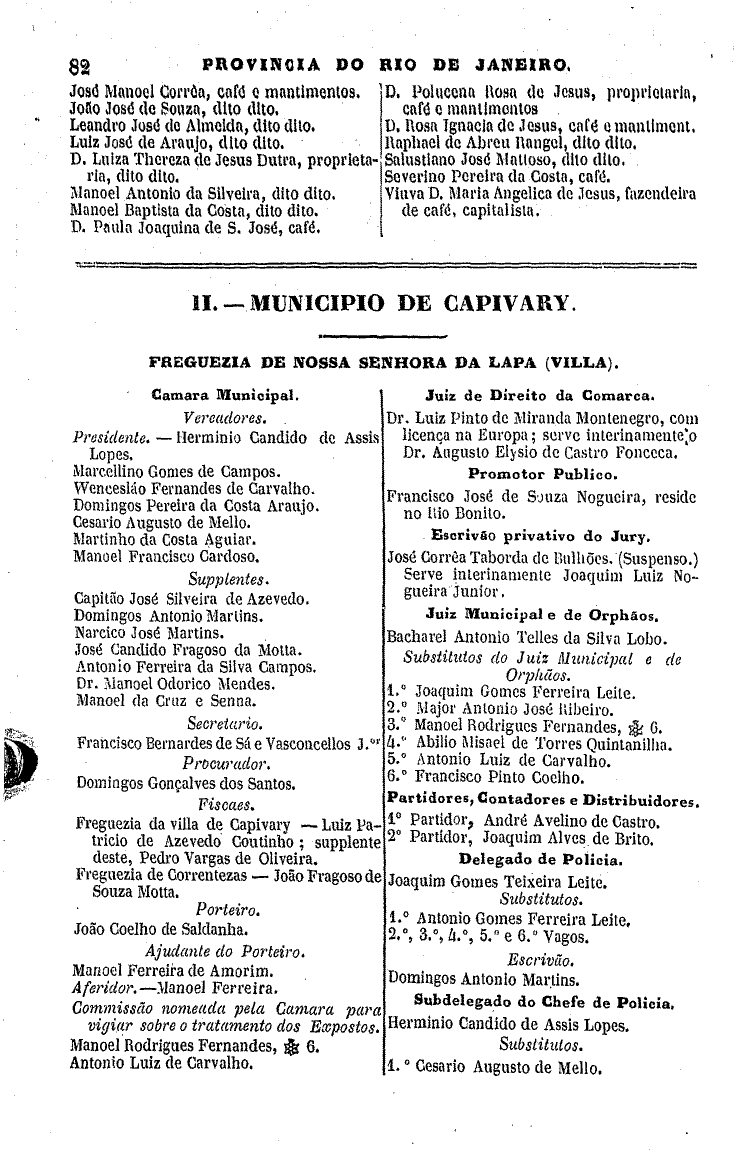 82 PROVINCIA DO RIO DE JANEIRO.
José Manoel Corrêa, café e mantimentos.
João José de Souza, dito dito.
Leandro José de Almeida, dito dito.
Luiz José de Araujo, dito dito.
D. Luiza Thereza de Jesus Dutra, proprieta-
ria, dito dito.
Manoel Antonio da Silveira, dito dito.
Manoel Baptista da Costa, dito dito.
D. Paula Joaquina de S. José, café.
D. Polucena Rosa de Jesus, proprietaria,
café e mantimentos
D. Rosa Ignacia de Jesus, café e mantiment.
Raphael de Abreu Rangel, dito dito.
Salustiano José Mattoso, dito dito.
Severino Pereira da Costa, café.
Viuva D. Maria Angelica de Jesus, fazendeira
de café, capitalista.
II. — MUNICIPIO DE CAPIVARY.
FREGUEZIA DE NOSSA SENHORA DA LAPA (VILLA).
Camara Municipal.
Vereadores.
Presidente. — Herminio Candido de Assis
Lopes.
Marcellino Gomes de Campos.
Wencesláo Fernandes de Carvalho.
Domingos Pereira da Costa Araujo.
Cesario Augusto de Mello.
Martinho da Costa Aguiar.
Manoel Francisco Cardoso.
Supplentes.
Capitão José Silveira de Azevedo.
Domingos Antonio Martins.
Narcico José Martins.
José Candido Fragoso da Motta.
Antonio Ferreira da Silva Campos.
Dr. Manoel Odorico Mendes.
Manoel da Cruz e Senna.
Secretario.
Francisco Bernardes de Sá e Vasconcellos J.or
Procurador.
Domingos Gonçalves dos Santos.
Fiscaes.
Freguezia da villa de Capivary — Luiz Pa-
tricio de Azevedo Coutinho; supplente
deste, Pedro Vargas de Oliveira.
Freguezia de Correntezas — João Fragoso de
Souza Motta.
Porteiro.
João Coelho de Saldanha.
Ajudante do Porteiro.
Manoel Ferreira de Amorim.
Aferidor.—Manoel Ferreira.
Commissão nomeada pela Camara para
vigiar sobre o tratamento dos Expostos.
Manoel Rodrigues Fernandes, 6.
Antonio Luiz de Carvalho.
Juiz de Direito da Comarca.
Dr. Luiz Pinto de Miranda Montenegro, com
licença na Europa; serve interinamente o
Dr. Augusto Elysio de Castro Fonceca.
Promotor Publico.
Francisco José de Souza Nogueira, reside
no Rio Bonito.
Escrivão privativo do Jury.
José Corrêa Taborda de Bulhões. (Suspenso.)
Serve interinamente Joaquim Luiz No-
gueira Junior.
Juiz Municipal e de Orphãos.
Bacharel Antonio Telles da Silva Lobo.
Substitutos do Juiz Municipal e de
Orphãos.
1.º Joaquim Gomes Ferreira Leite.
2.º Major Antonio José Ribeiro.
3.º Manoel Rodrigues Fernandes, 6.
4.º Abilio Misael de Torres Quintanilha.
5.º Antonio Luiz de Carvalho.
6.º Francisco Pinto Coelho.
Partidores, Contadores e Distribuidores.
1º Partidor, André Avelino de Castro.
2º Partidor, Joaquim Alves de Brito.
Delegado de Policia.
Joaquim Gomes Teixeira Leite.
Substitutos.
1.º Antonio Gomes Ferreira Leite.
2.º, 3.º, 4.º, 5.º e 6.º Vagos.
Escrivão.
Domingos Antonio Martins.
Subdelegado do Chefe de Policia.
Herminio Candido de Assis Lopes.
Substitutos.
1.º Cesario Augusto de Mello.